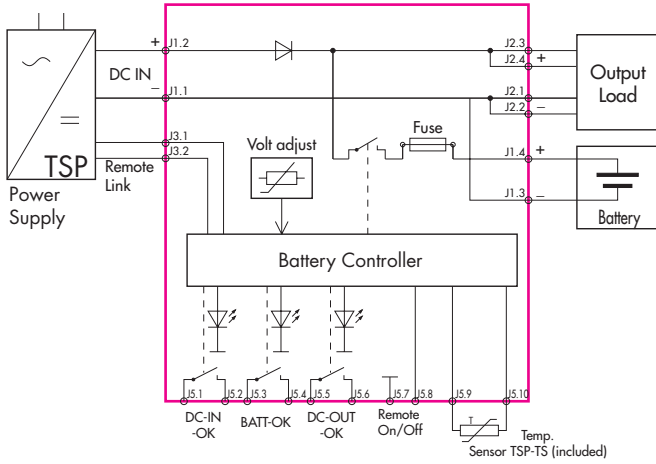 + J1.2
J2.3
J2.4 +
DC IN
Output
Load
− J1.1
J2.1
J2.2 −
J3.1
J3.2
TSP
Remote
Link
Power
Supply
Volt adjust
Fuse
J1.4 +
J1.3 −
Battery
Battery Controller
J5.1 J5.2 J5.3 J5.4 J5.5 J5.6 J5.7 J5.8 J5.9 J5.10
DC-IN
-OK
BATT-OK
DC-OUT
-OK
Remote
On/Off
T
Temp.
Sensor TSP-TS (included)